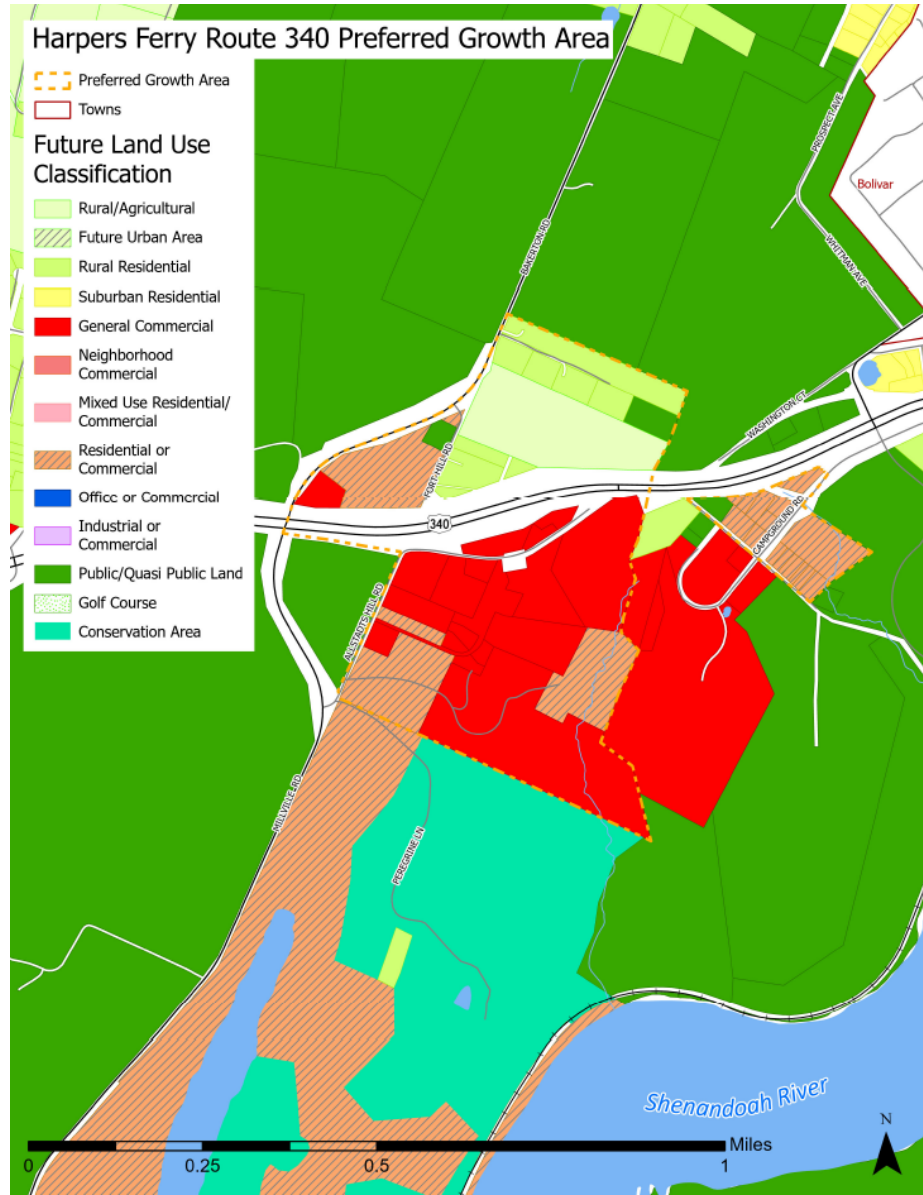 Harpers Ferry Route 340 Preferred Growth Area
Preferred Growth Area
Towns
Future Land Use
Classification
Rural/Agricultural
Future Urban Area
Rural Residential
Suburban Residential
General Commercial
Neighborhood
Commercial
Mixed Use Residential/
Commercial
Residential or
Commercial
Office or Commercial
Industrial or
Commercial
Public/Quasi Public Land
Golf Course
Conservation Area
PROSPECT AVE
Bolivar
WHITMAN AVE
BAKERTON RD
WASHINGTON CT
FORT HILL RD
340
CAMPGROUND RD
ALLSTADTS HILL RD
MILLVILLE RD
PEREGRINE LN
Shenandoah River
N
0
0.25
0.5
1
Miles